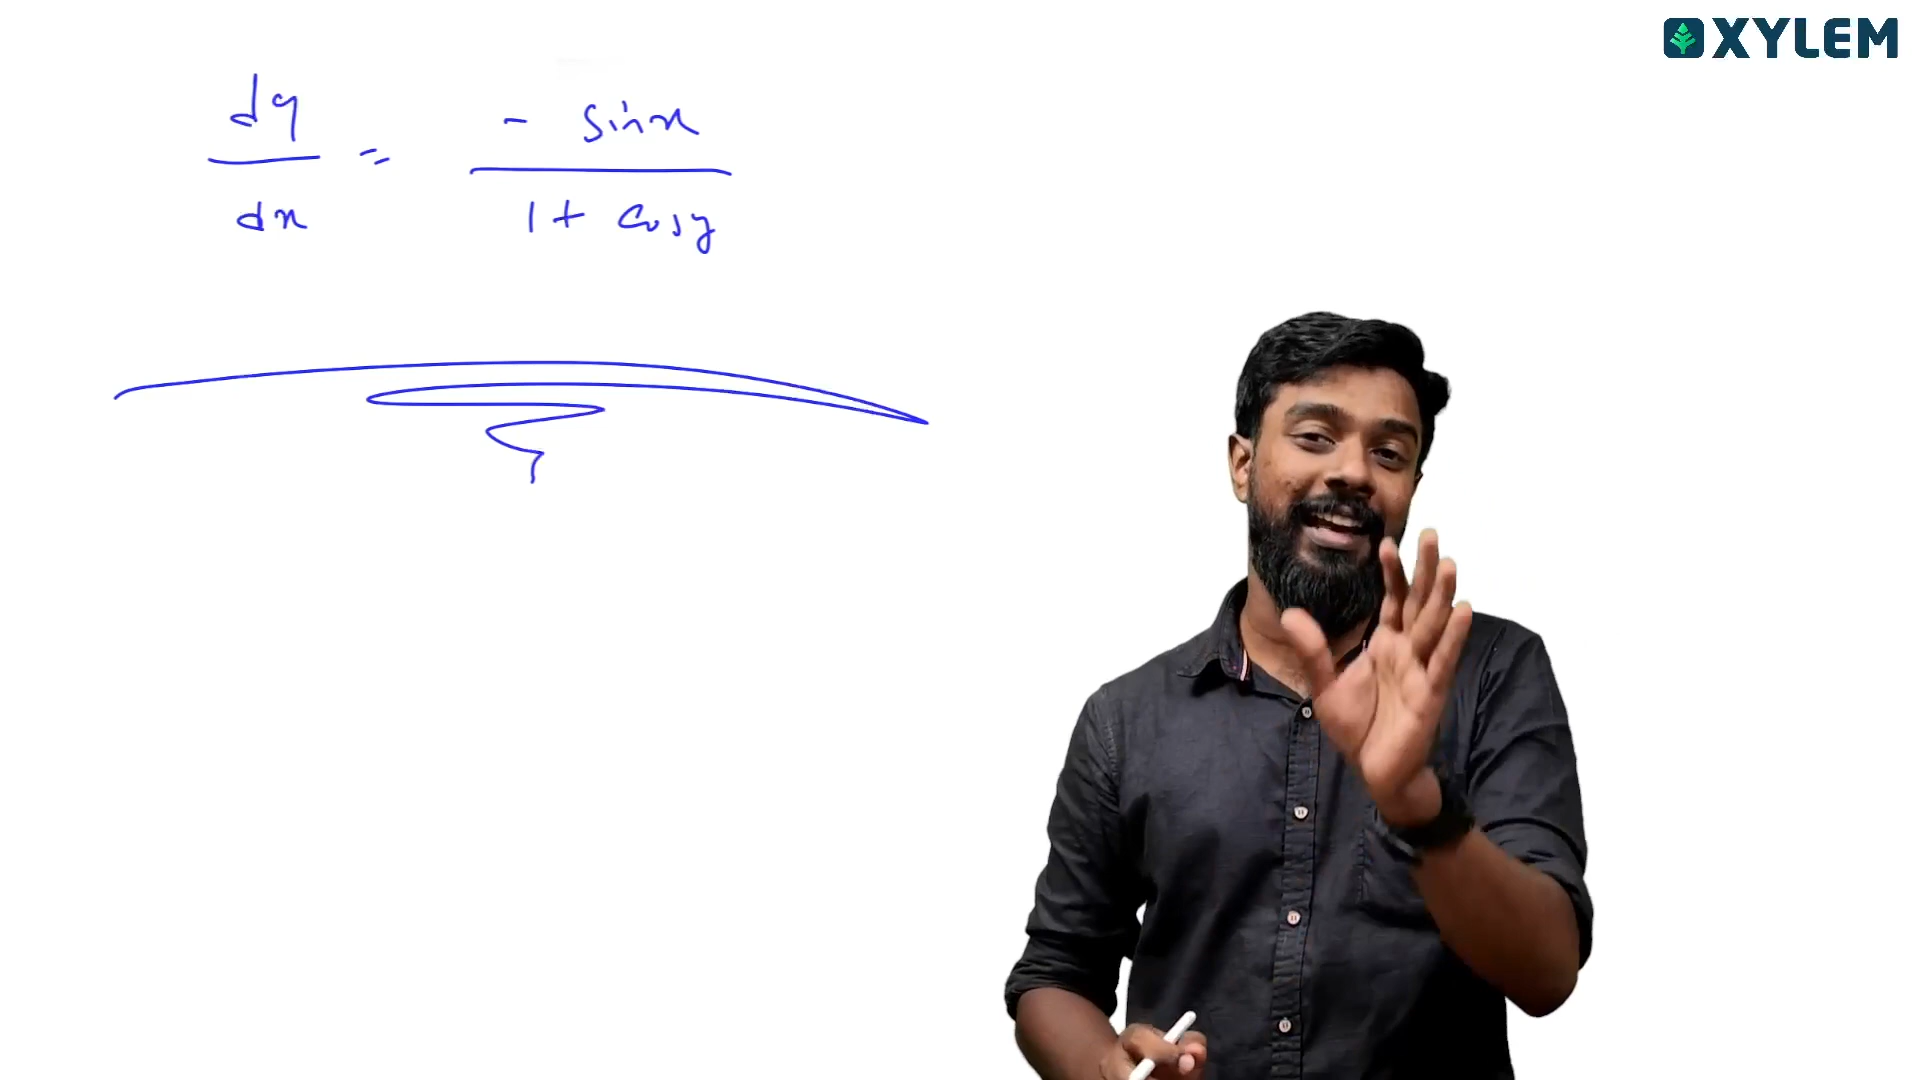 XYLEM
dy/dx = - sinx / 1 + cosy